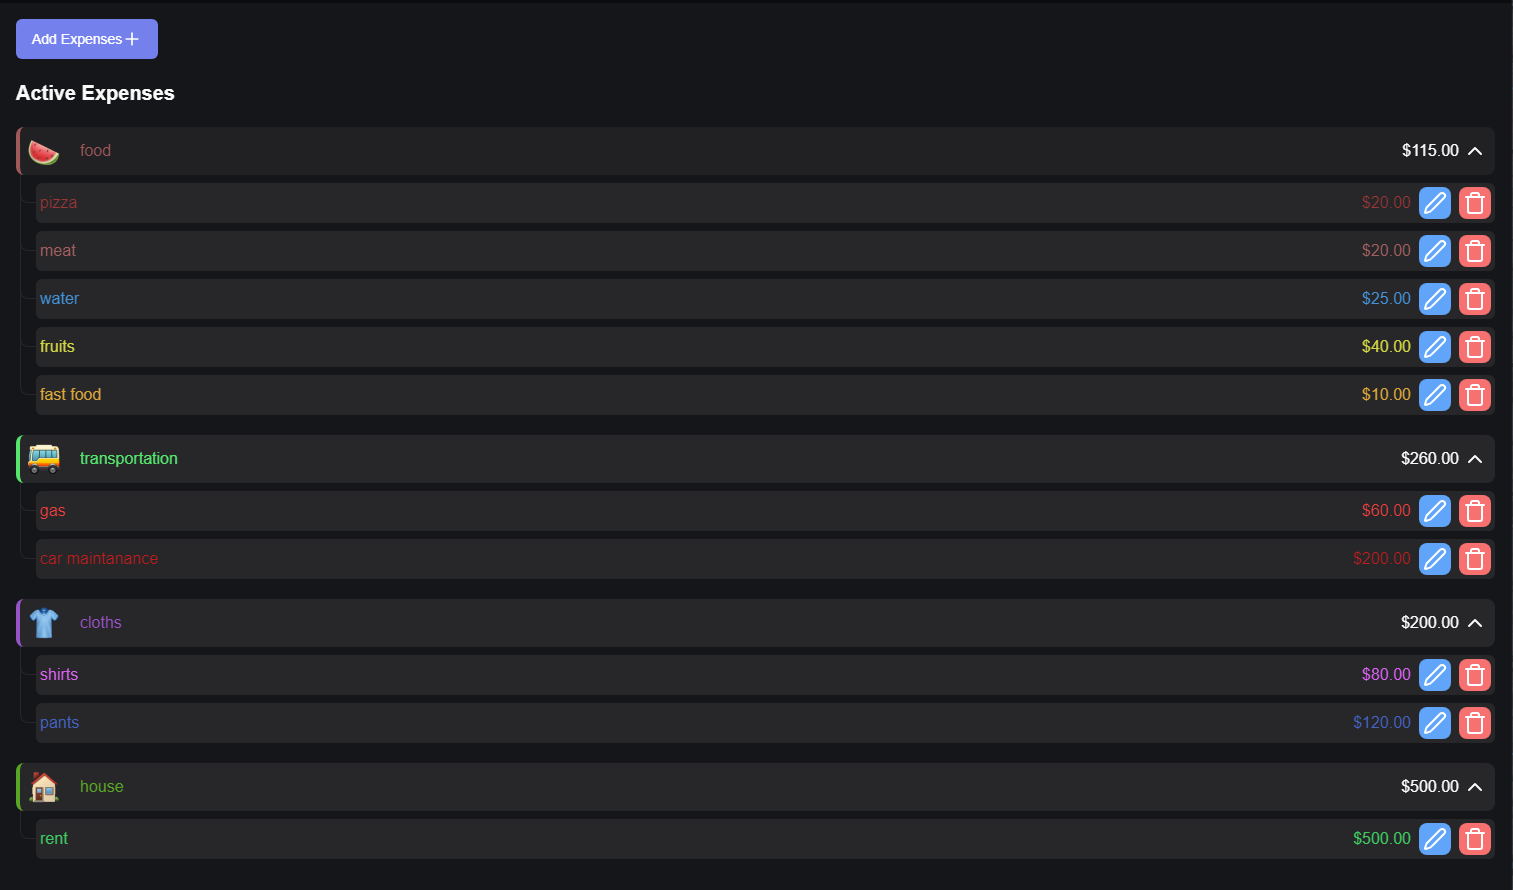 Add Expenses
Active Expenses
food $115.00
pizza $20.00
meat $20.00
water $25.00
fruits $40.00
fast food $10.00
transportation $260.00
gas $60.00
car maintanance $200.00
cloths $200.00
shirts $80.00
pants $120.00
house $500.00
rent $500.00